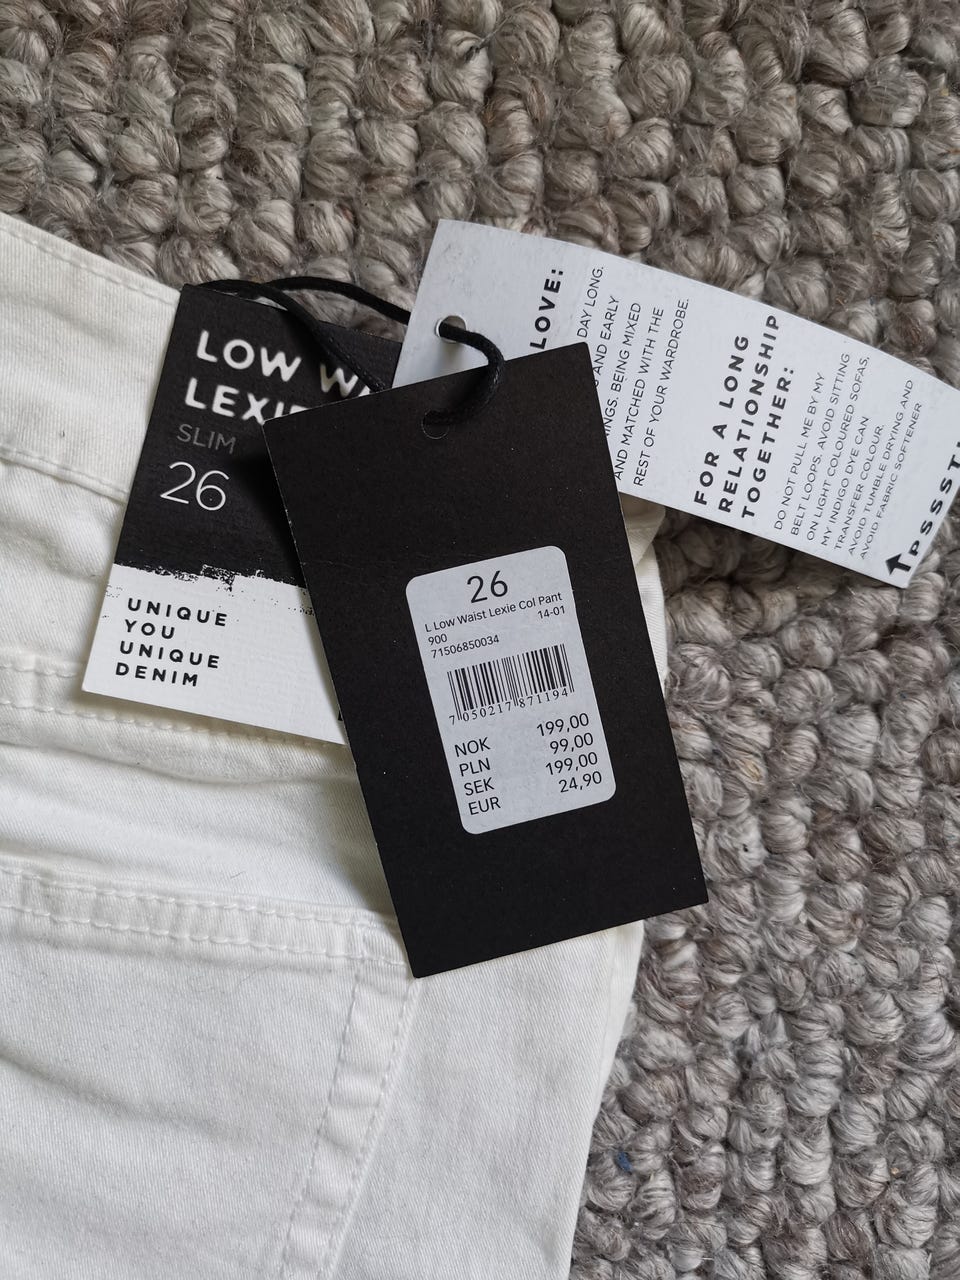 LOW
LEXIE
SLIM
26
UNIQUE
YOU
UNIQUE
DENIM
26
L Low Waist Lexie Col Pant
900 14-01
71506850034
7 050217 871194
NOK 199,00
PLN 99,00
SEK 199,00
EUR 24,90
LOVE:
DAY LONG.
AND EARLY
BEING MIXED
AND MATCHED WITH THE
REST OF YOUR WARDROBE.
FOR A LONG
RELATIONSHIP
TOGETHER:
DO NOT PULL ME BY MY
BELT LOOPS. AVOID SITTING
ON LIGHT COLOURED SOFAS,
MY INDIGO DYE CAN
TRANSFER COLOUR.
AVOID TUMBLE DRYING AND
AVOID FABRIC SOFTENER
PSSSST